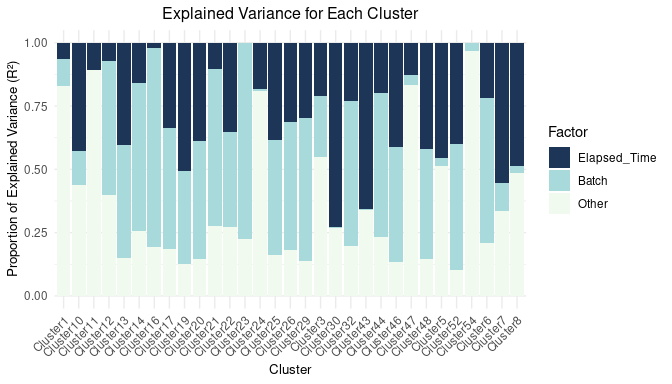 Explained Variance for Each Cluster
Proportion of Explained Variance (R²)
1.00
0.75
0.50
0.25
0.00
Cluster1
Cluster10
Cluster11
Cluster12
Cluster13
Cluster14
Cluster16
Cluster17
Cluster19
Cluster20
Cluster21
Cluster22
Cluster23
Cluster24
Cluster25
Cluster26
Cluster29
Cluster3
Cluster30
Cluster32
Cluster43
Cluster44
Cluster46
Cluster47
Cluster48
Cluster5
Cluster52
Cluster54
Cluster6
Cluster7
Cluster8
Cluster
Factor
Elapsed_Time
Batch
Other